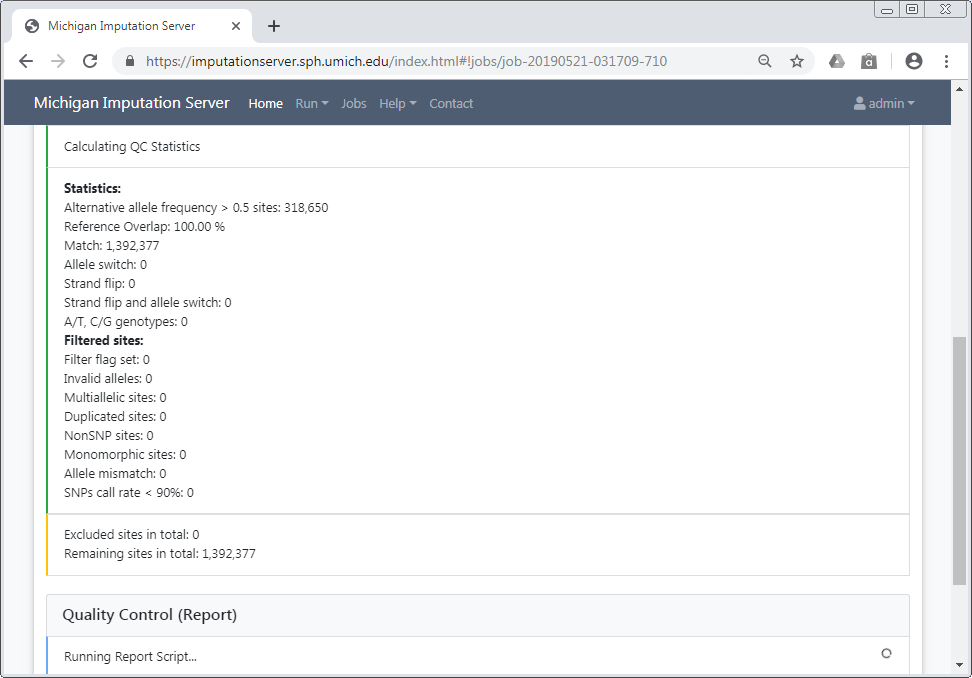 Michigan Imputation Server
https://imputationserver.sph.umich.edu/index.html#!jobs/job-20190521-031709-710
Michigan Imputation Server Home Run Jobs Help Contact admin
Calculating QC Statistics
Statistics:
Alternative allele frequency > 0.5 sites: 318,650
Reference Overlap: 100.00 %
Match: 1,392,377
Allele switch: 0
Strand flip: 0
Strand flip and allele switch: 0
A/T, C/G genotypes: 0
Filtered sites:
Filter flag set: 0
Invalid alleles: 0
Multiallelic sites: 0
Duplicated sites: 0
NonSNP sites: 0
Monomorphic sites: 0
Allele mismatch: 0
SNPs call rate < 90%: 0
Excluded sites in total: 0
Remaining sites in total: 1,392,377
Quality Control (Report)
Running Report Script...